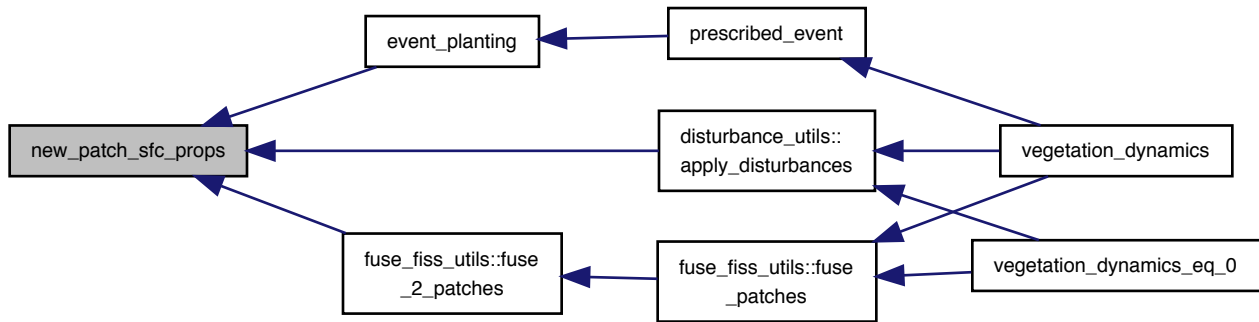 event_planting
prescribed_event
new_patch_sfc_props
disturbance_utils::
apply_disturbances
vegetation_dynamics
fuse_fiss_utils::fuse
_2_patches
fuse_fiss_utils::fuse
_patches
vegetation_dynamics_eq_0